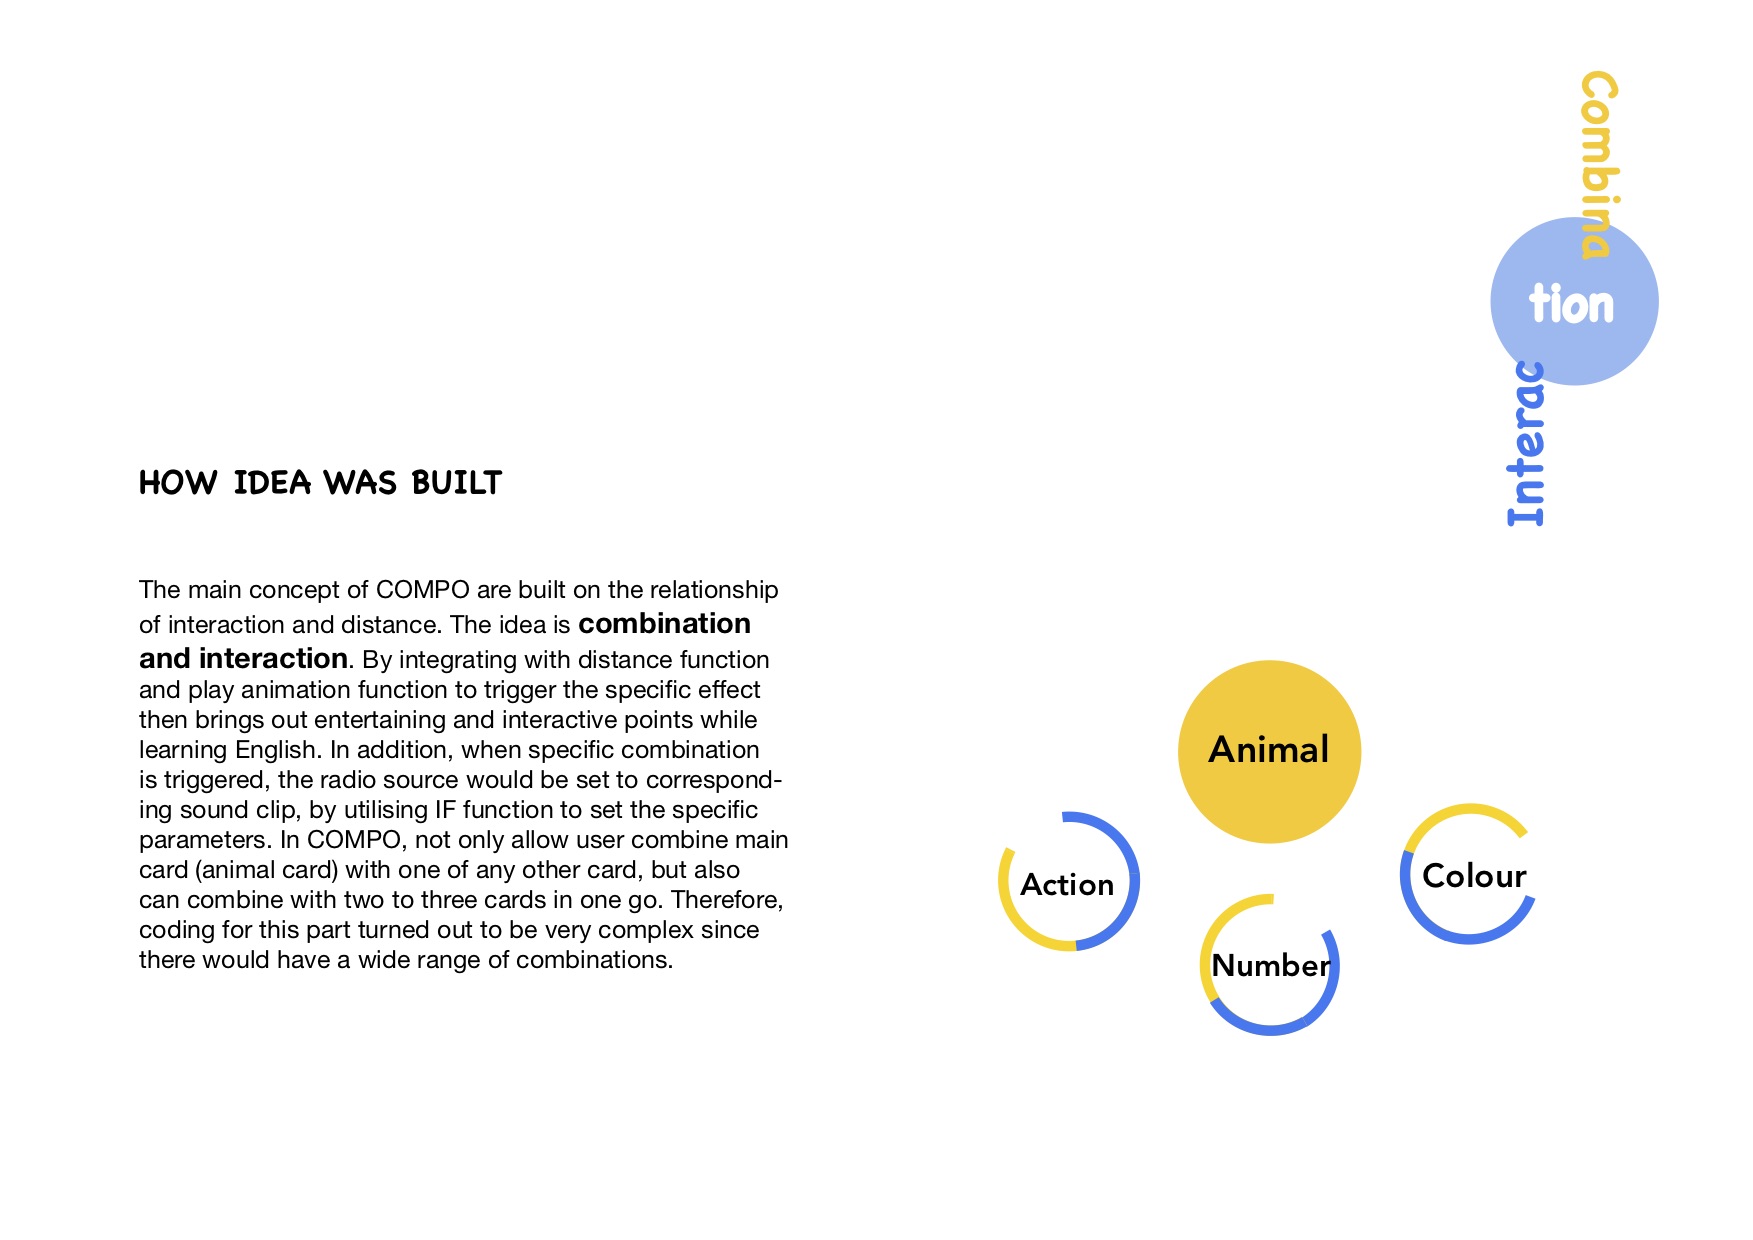 Combina
tion
Interac
HOW IDEA WAS BUILT
The main concept of COMPO are built on the relationship
of interaction and distance. The idea is combination
and interaction. By integrating with distance function
and play animation function to trigger the specific effect
then brings out entertaining and interactive points while
learning English. In addition, when specific combination
is triggered, the radio source would be set to correspond-
ing sound clip, by utilising IF function to set the specific
parameters. In COMPO, not only allow user combine main
card (animal card) with one of any other card, but also
can combine with two to three cards in one go. Therefore,
coding for this part turned out to be very complex since
there would have a wide range of combinations.
Animal
Action
Number
Colour